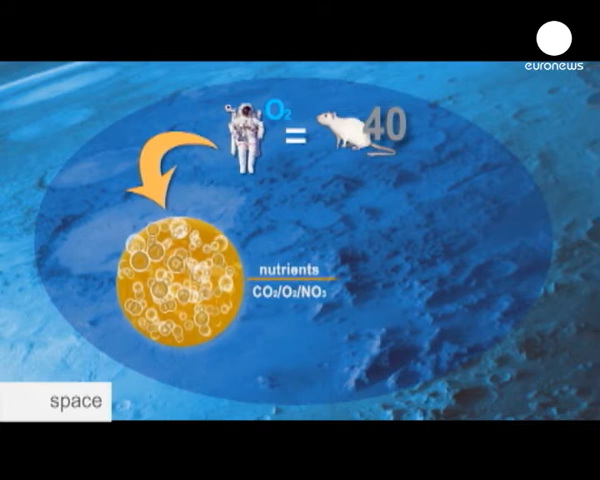 euronews
O₂
= 40
nutrients
CO₂/O₂/NO₃
space